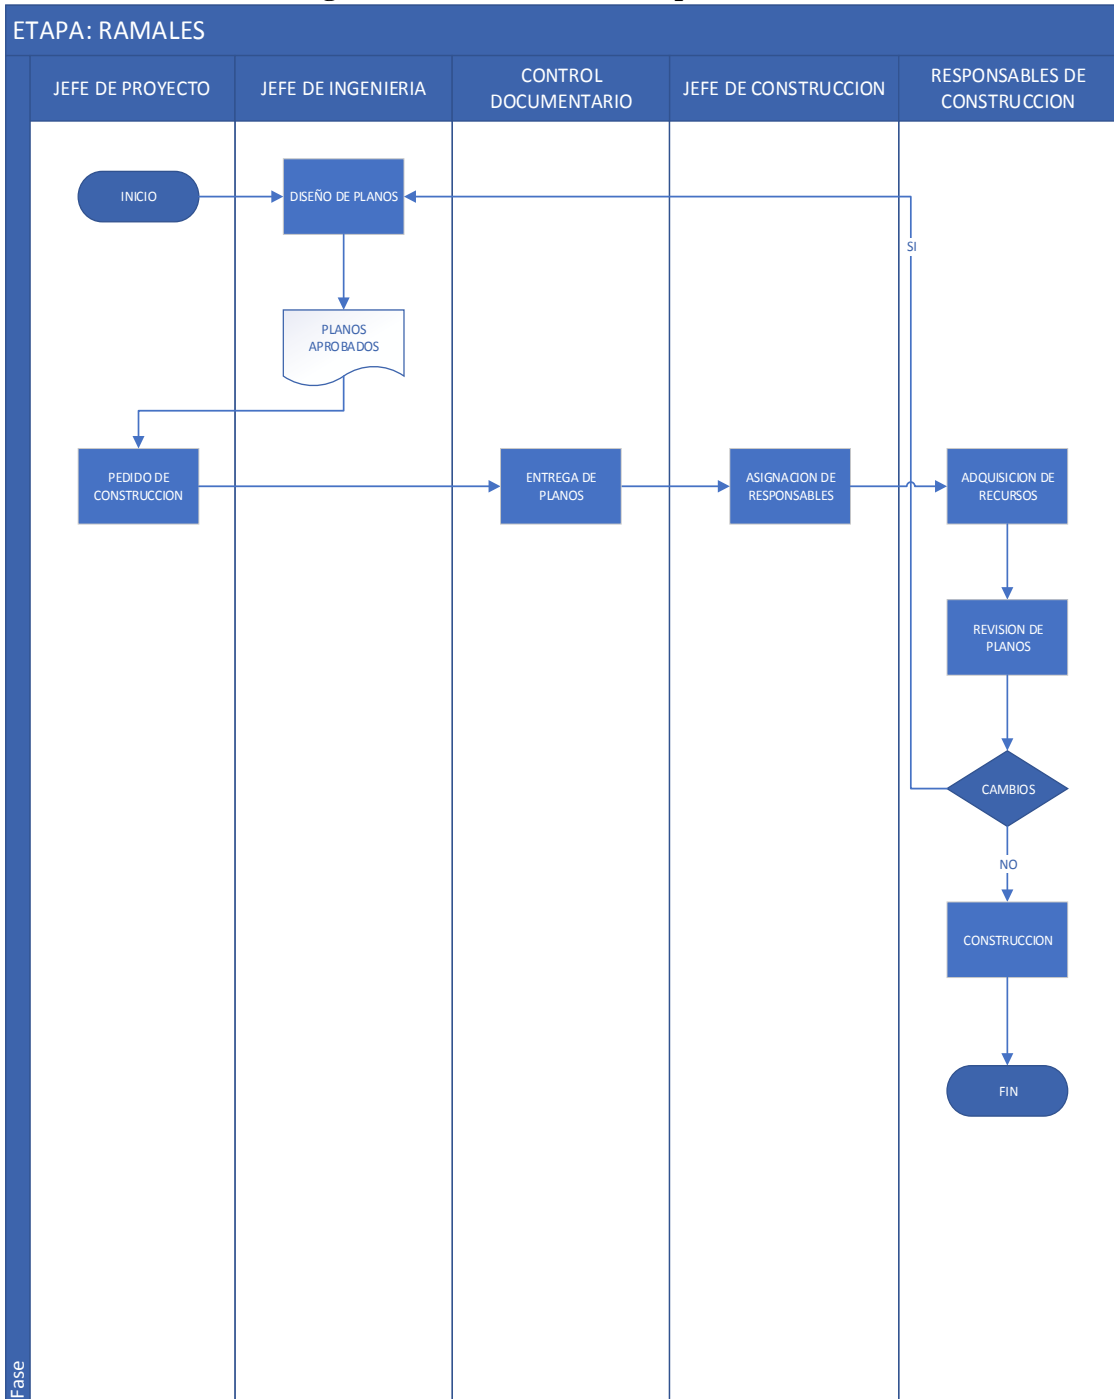 ETAPA: RAMALES
JEFE DE PROYECTO
JEFE DE INGENIERIA
CONTROL
DOCUMENTARIO
JEFE DE CONSTRUCCION
RESPONSABLES DE
CONSTRUCCION
INICIO
DISEÑO DE PLANOS
SI
PLANOS
APROBADOS
PEDIDO DE
CONSTRUCCION
ENTREGA DE
PLANOS
ASIGNACION DE
RESPONSABLES
ADQUISICION DE
RECURSOS
REVISION DE
PLANOS
CAMBIOS
NO
CONSTRUCCION
FIN
Fase